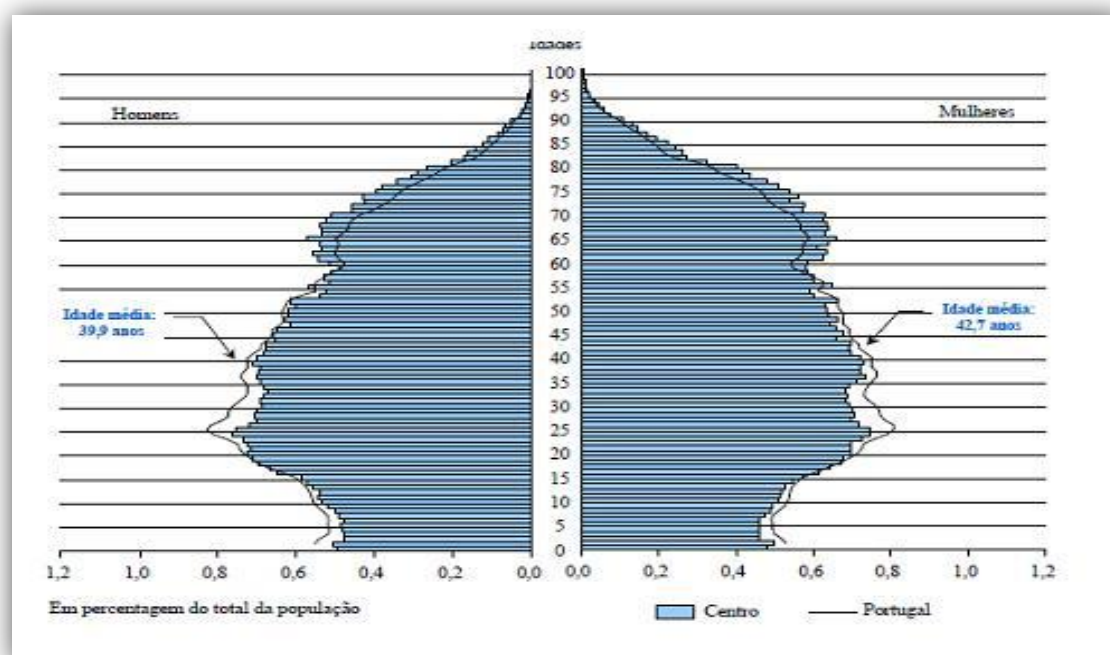 Idades
Homens
Mulheres
100
95
90
85
80
75
70
65
60
55
50
45
40
35
30
25
20
15
10
5
0
Idade média:
39,9 anos
Idade média:
42,7 anos
1,2 1,0 0,8 0,6 0,4 0,2 0,0
0,0 0,2 0,4 0,6 0,8 1,0 1,2
Em percentagem do total da população
Centro
Portugal